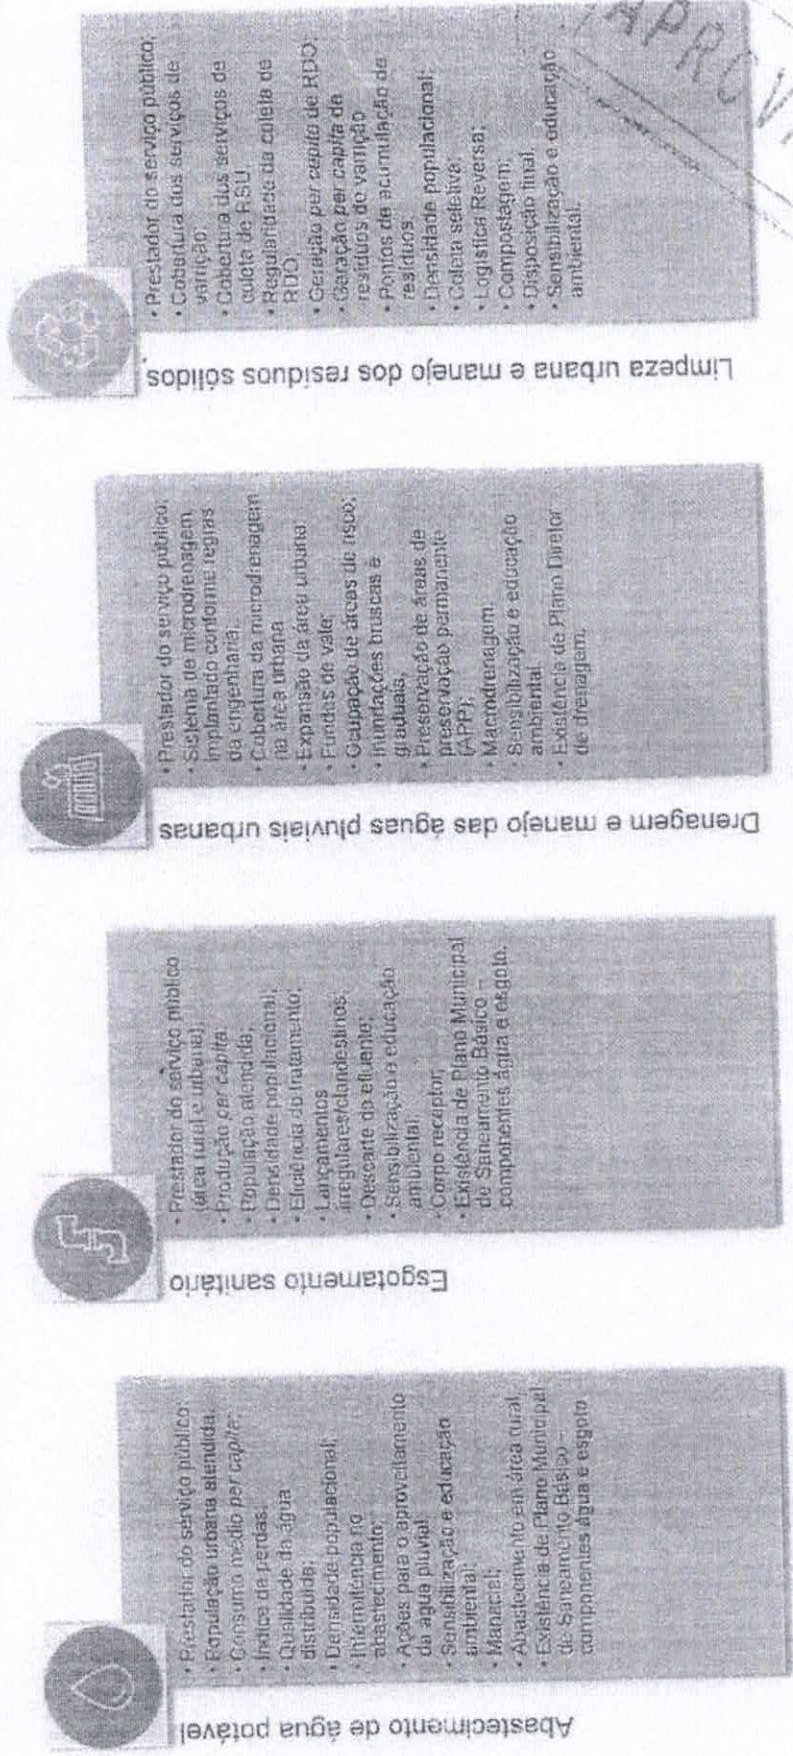 Abastecimento de água potável
• Prestador do serviço público;
• População urbana atendida;
• Consumo médio per capita;
• Índice de perdas;
• Qualidade da água
distribuída;
• Densidade populacional;
• Intermitência no
abastecimento;
• Ações para o aproveitamento
da água pluvial;
• Sensibilização e educação
ambiental;
• Manacial;
• Abastecimento em área rural;
• Existência de Plano Municipal
de Saneamento Básico –
componentes água e esgoto.
Esgotamento sanitário
• Prestador do serviço público
(área rural e urbana);
• Produção per capita;
• População atendida;
• Densidade populacional;
• Eficiência do tratamento;
• Lançamentos
irregulares/clandestinos;
• Descarte do efluente;
• Sensibilização e educação
ambiental;
• Corpo receptor;
• Existência de Plano Municipal
de Saneamento Básico –
componentes água e esgoto.
Drenagem e manejo das águas pluviais urbanas
• Prestador do serviço público;
• Sistema de microdrenagem
implantado conforme regras
da engenharia;
• Cobertura da microdrenagem
na área urbana
• Expansão da área urbana
• Fundos de vale;
• Ocupação de áreas de risco;
• Inundações bruscas e
graduais;
• Preservação de áreas de
preservação permanente
(APP);
• Macrodrenagem;
• Sensibilização e educação
ambiental.
• Existência de Plano Diretor
de drenagem.
Limpeza urbana e manejo dos resíduos sólidos
• Prestador do serviço público;
• Cobertura dos serviços de
varrição;
• Cobertura dos serviços de
coleta de RSU
• Regularidade da coleta de
RDO;
• Geração per capita de RDO;
• Geração per capita de
resíduos de varrição
• Pontos de acumulação de
resíduos;
• Densidade populacional;
• Coleta seletiva;
• Logística Reversa;
• Compostagem;
• Disposição final.
• Sensibilização e educação
ambiental.
APROV